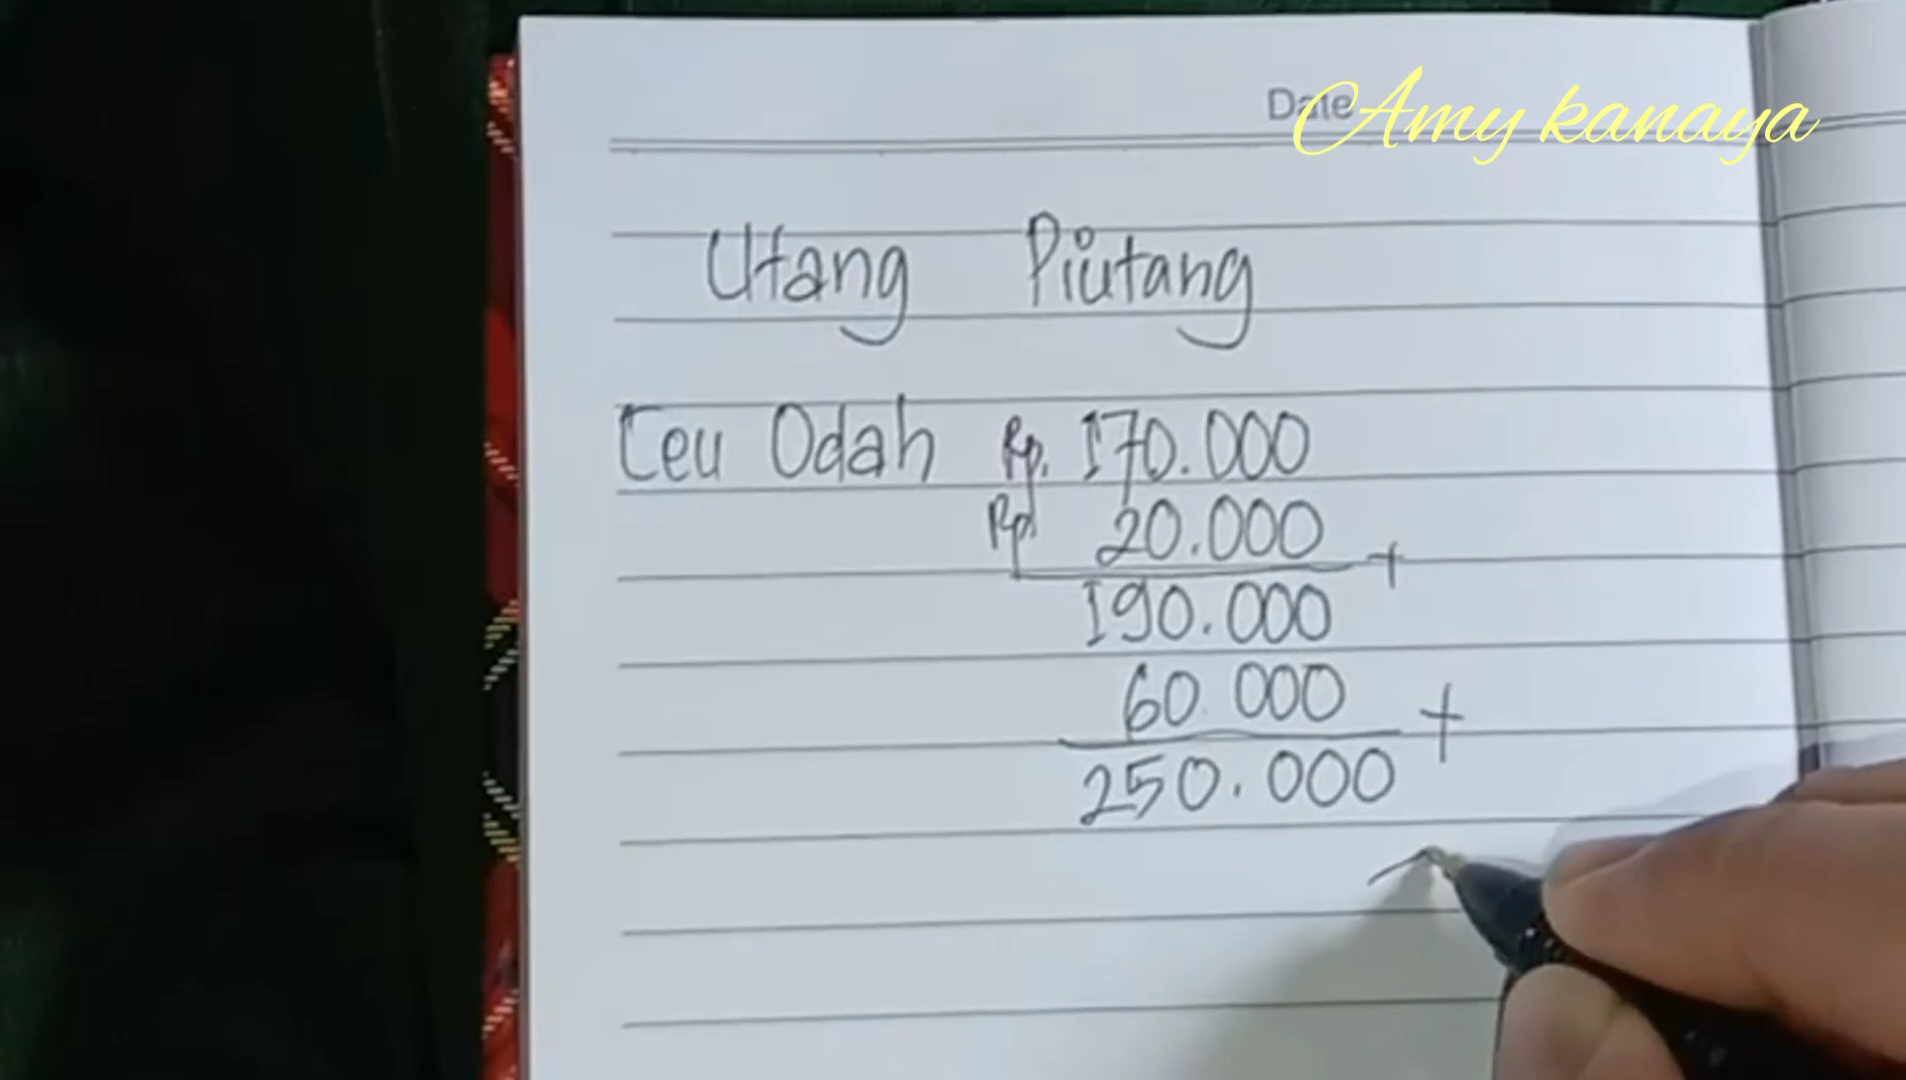 Date
Amy kanaya
Utang Piutang
Ceu Odah Rp. 170.000
Rp 20.000 +
190.000
60.000 +
250.000